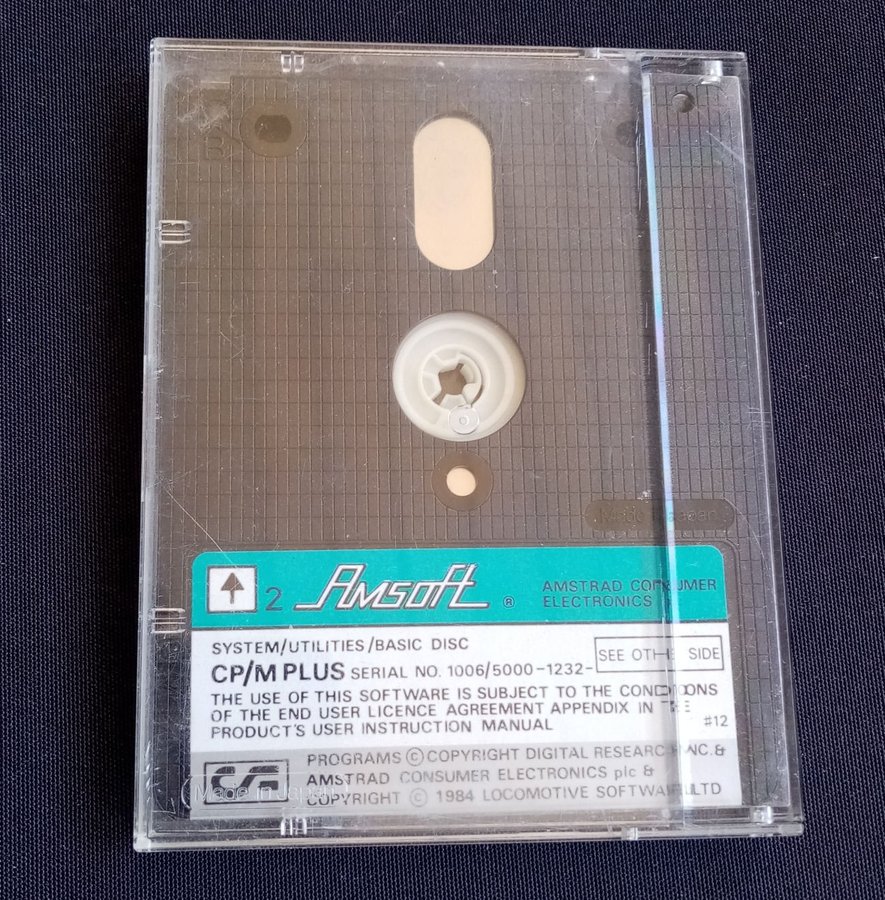 2 Amsoft ® AMSTRAD CONSUMER
ELECTRONICS
SYSTEM/UTILITIES/BASIC DISC
CP/M PLUS SERIAL NO. 1006/5000-1232-
SEE OTHE SIDE
THE USE OF THIS SOFTWARE IS SUBJECT TO THE CONDITIONS
OF THE END USER LICENCE AGREEMENT APPENDIX IN THE
PRODUCT'S USER INSTRUCTION MANUAL #12
PROGRAMS © COPYRIGHT DIGITAL RESEARCH INC. &
AMSTRAD CONSUMER ELECTRONICS plc &
COPYRIGHT © 1984 LOCOMOTIVE SOFTWARE LTD
Made in Japan